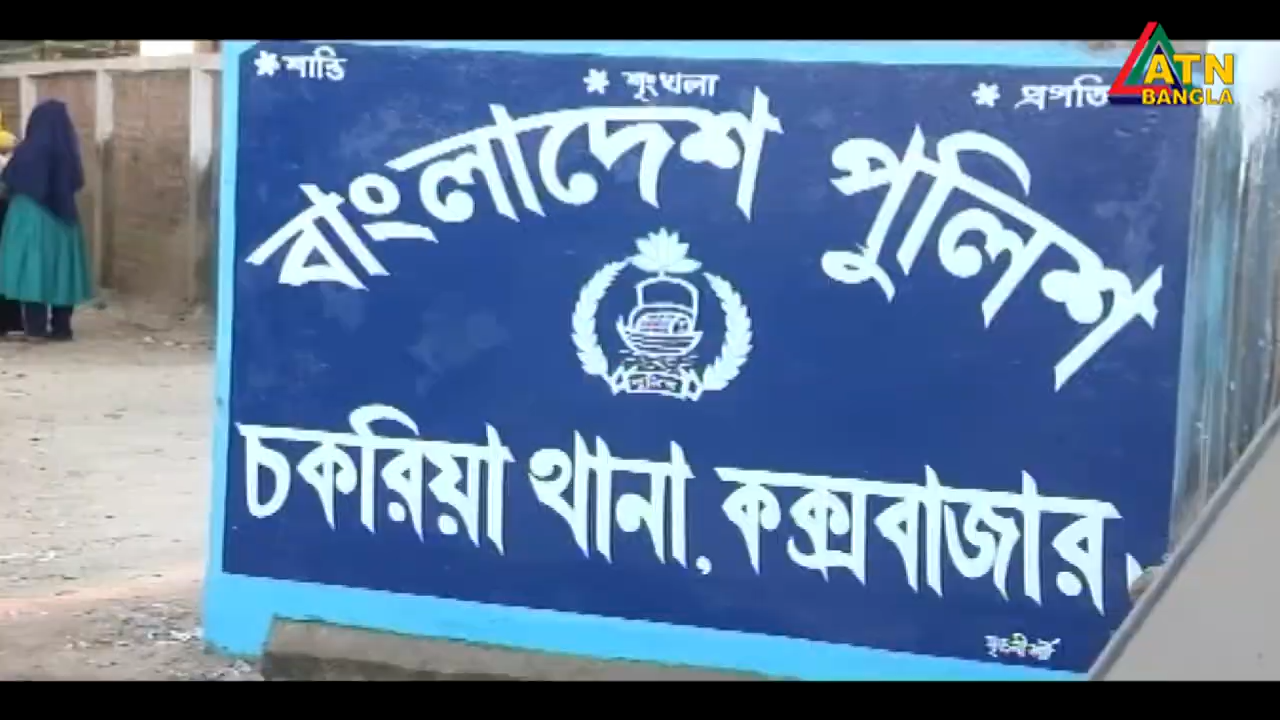 * শান্তি * শৃংখলা * প্রগতি
ATN
BANGLA
বাংলাদেশ পুলিশ
পুলিশ
চকরিয়া থানা, কক্সবাজার.